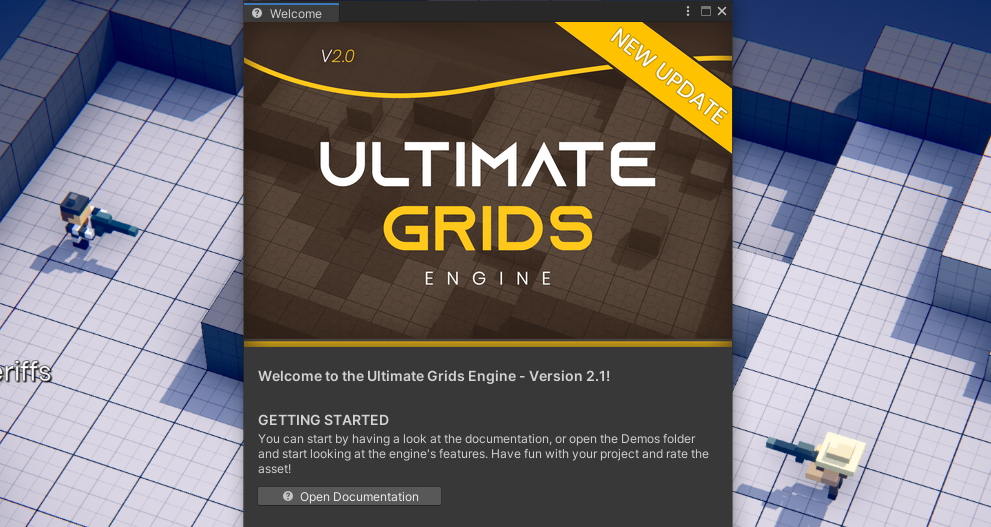 Welcome
V2.0
NEW UPDATE
ULTIMATE
GRIDS
ENGINE
eriffs
Welcome to the Ultimate Grids Engine - Version 2.1!
GETTING STARTED
You can start by having a look at the documentation, or open the Demos folder
and start looking at the engine's features. Have fun with your project and rate the
asset!
Open Documentation